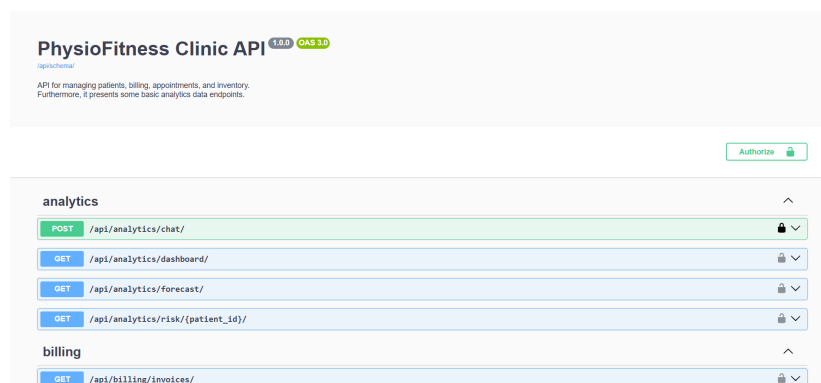 PhysioFitness Clinic API 1.0.0 OAS 3.0
/api/schema/
API for managing patients, billing, appointments, and inventory.
Furthermore, it presents some basic analytics data endpoints.
Authorize
analytics
POST /api/analytics/chat/
GET /api/analytics/dashboard/
GET /api/analytics/forecast/
GET /api/analytics/risk/{patient_id}/
billing
GET /api/billing/invoices/